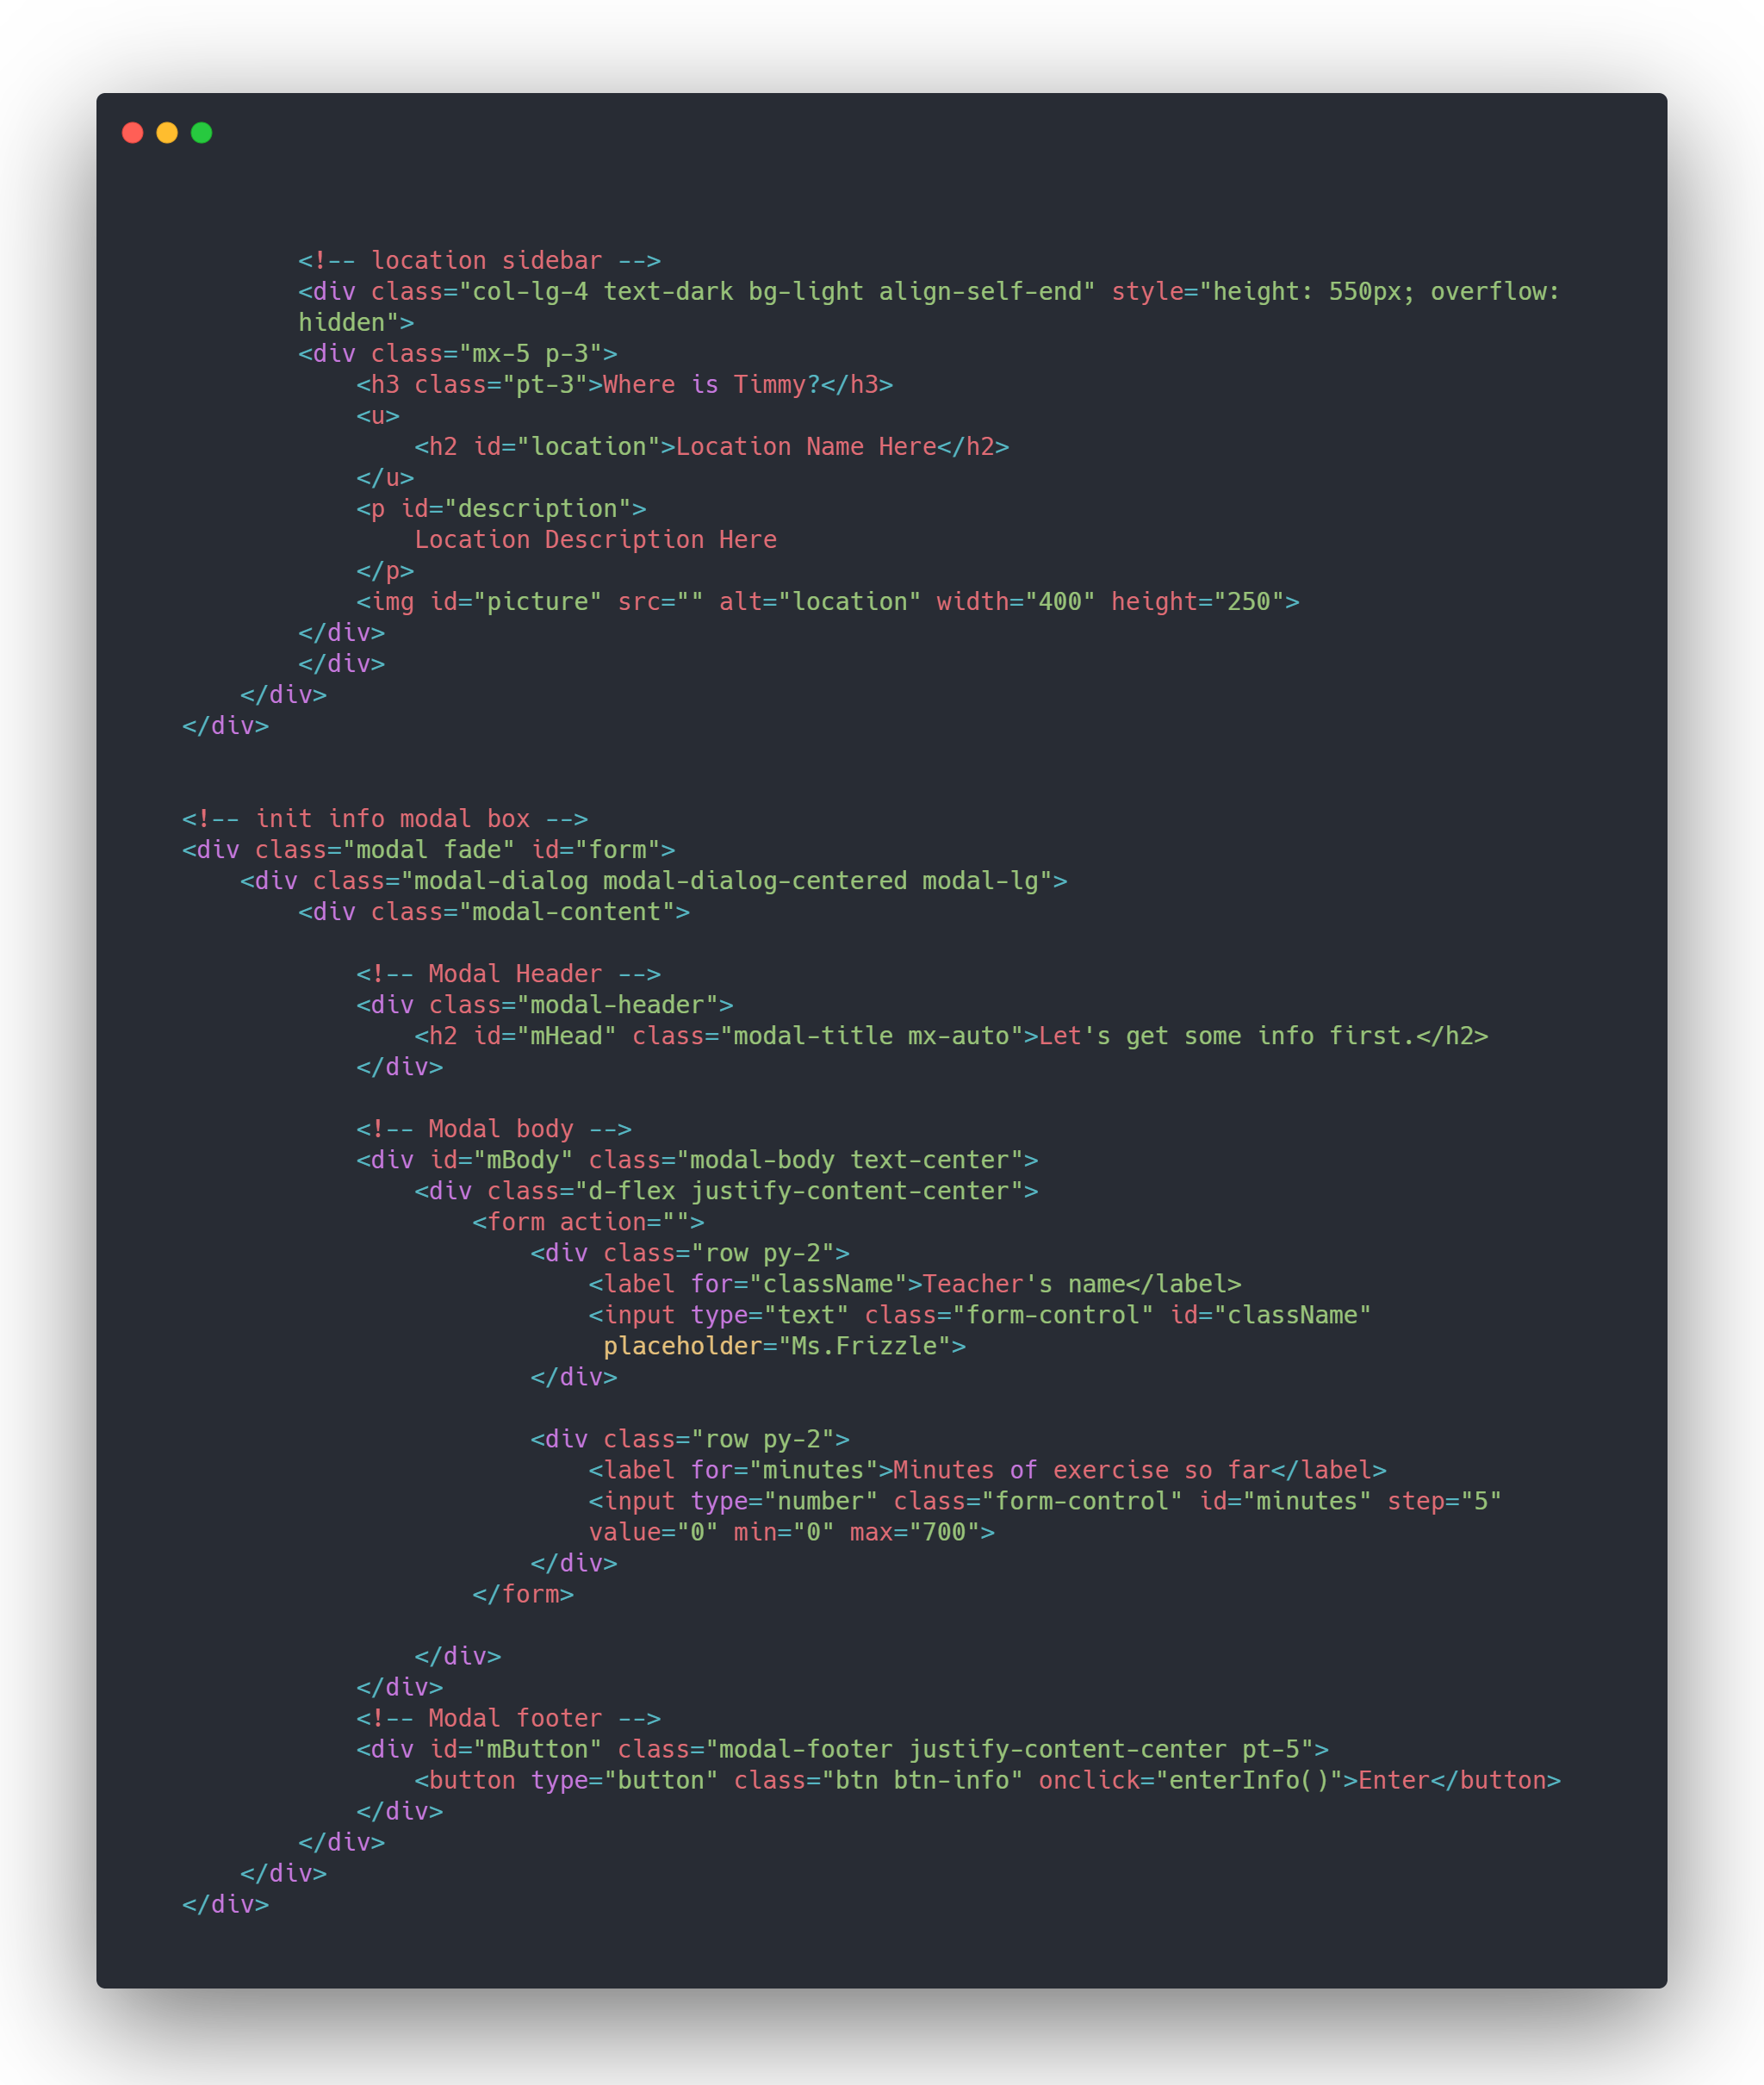 <!-- location sidebar -->
<div class="col-lg-4 text-dark bg-light align-self-end" style="height: 550px; overflow:
hidden">
<div class="mx-5 p-3">
<h3 class="pt-3">Where is Timmy?</h3>
<u>
<h2 id="location">Location Name Here</h2>
</u>
<p id="description">
Location Description Here
</p>
<img id="picture" src="" alt="location" width="400" height="250">
</div>
</div>
</div>
</div>
<!-- init info modal box -->
<div class="modal fade" id="form">
<div class="modal-dialog modal-dialog-centered modal-lg">
<div class="modal-content">
<!-- Modal Header -->
<div class="modal-header">
<h2 id="mHead" class="modal-title mx-auto">Let's get some info first.</h2>
</div>
<!-- Modal body -->
<div id="mBody" class="modal-body text-center">
<div class="d-flex justify-content-center">
<form action="">
<div class="row py-2">
<label for="className">Teacher's name</label>
<input type="text" class="form-control" id="className"
placeholder="Ms.Frizzle">
</div>
<div class="row py-2">
<label for="minutes">Minutes of exercise so far</label>
<input type="number" class="form-control" id="minutes" step="5"
value="0" min="0" max="700">
</div>
</form>
</div>
</div>
<!-- Modal footer -->
<div id="mButton" class="modal-footer justify-content-center pt-5">
<button type="button" class="btn btn-info" onclick="enterInfo()">Enter</button>
</div>
</div>
</div>
</div>